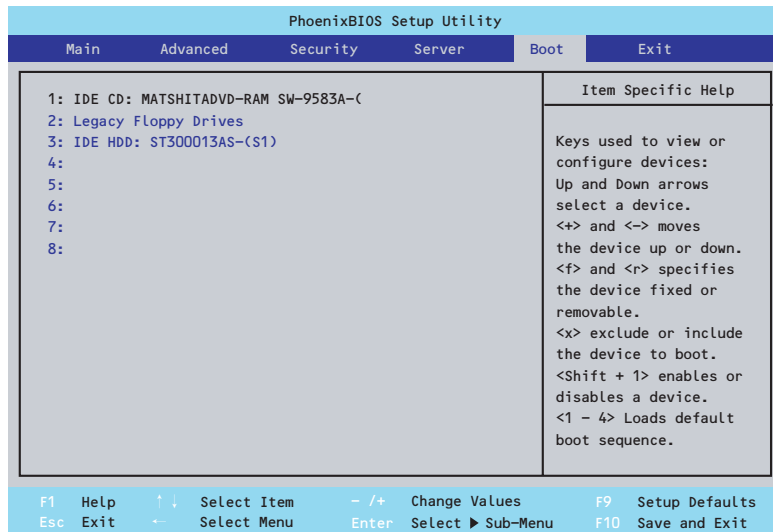 PhoenixBIOS Setup Utility
Main Advanced Security Server Boot Exit
1: IDE CD: MATSHITADVD-RAM SW-9583A-(
2: Legacy Floppy Drives
3: IDE HDD: ST300013AS-(S1)
4:
5:
6:
7:
8:
Item Specific Help
Keys used to view or
configure devices:
Up and Down arrows
select a device.
<+> and <-> moves
the device up or down.
<f> and <r> specifies
the device fixed or
removable.
<x> exclude or include
the device to boot.
<Shift + 1> enables or
disables a device.
<1 - 4> Loads default
boot sequence.
F1 Help ↑↓ Select Item - /+ Change Values F9 Setup Defaults
Esc Exit ← Select Menu Enter Select ▶ Sub-Menu F10 Save and Exit